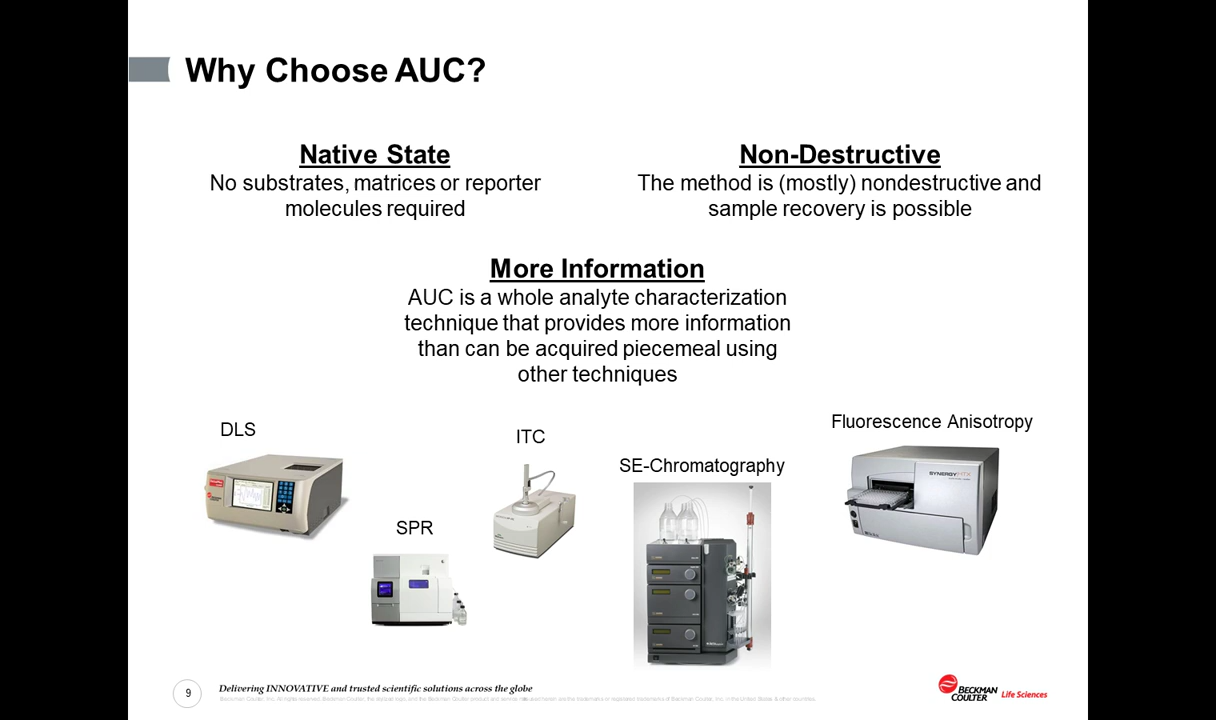 Why Choose AUC?
Native State
No substrates, matrices or reporter
molecules required
Non-Destructive
The method is (mostly) nondestructive and
sample recovery is possible
More Information
AUC is a whole analyte characterization
technique that provides more information
than can be acquired piecemeal using
other techniques
DLS
SPR
ITC
SE-Chromatography
Fluorescence Anisotropy
SYNERGY
9
Delivering INNOVATIVE and trusted scientific solutions across the globe
BECKMAN
COULTER
Life Sciences